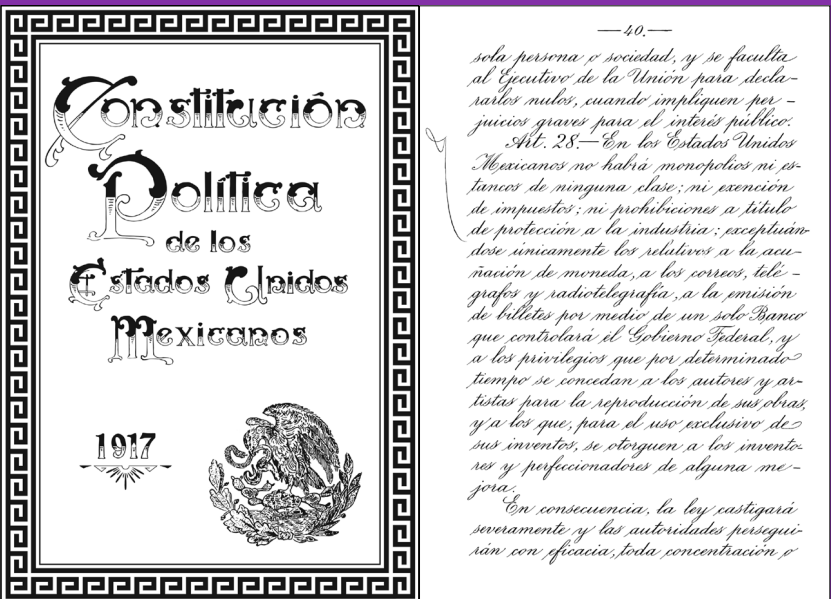 Constitución
Política
de los
Estados Unidos
Mexicanos
1917
—40.—
sola persona o sociedad, y se faculta
al Ejecutivo de la Unión para decla-
rarlos nulos, cuando impliquen per-
juicios graves para el interés público.
Art. 28.—En los Estados Unidos
Mexicanos no habrá monopolios ni es-
tancos de ninguna clase; ni exención
de impuestos; ni prohibiciones a título
de protección a la industria; exceptuán-
dose únicamente los relativos a la acu-
ñación de moneda, a los correos, telé-
grafos y radiotelegrafía, a la emisión
de billetes por medio de un solo Banco
que controlará el Gobierno Federal, y
a los privilegios que por determinado
tiempo se concedan a los autores y ar-
tistas para la reproducción de sus obras,
y a los que, para el uso exclusivo de
sus inventos, se otorguen a los invento-
res y perfeccionadores de alguna me-
jora.
En consecuencia, la ley castigará
severamente y las autoridades persegui-
rán con eficacia, toda concentración o